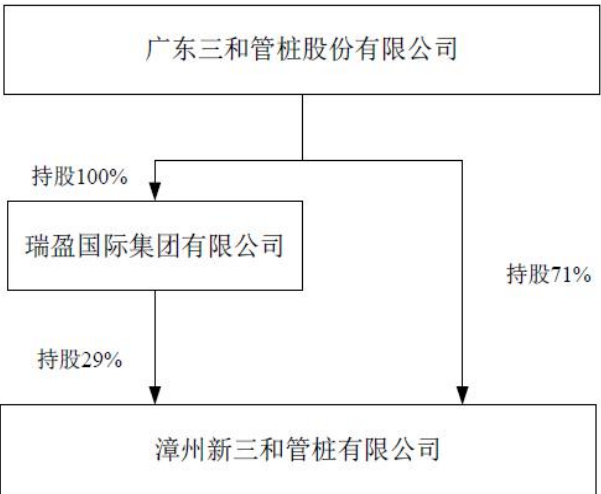 广东三和管桩股份有限公司
持股100%
瑞盈国际集团有限公司
持股71%
持股29%
漳州新三和管桩有限公司